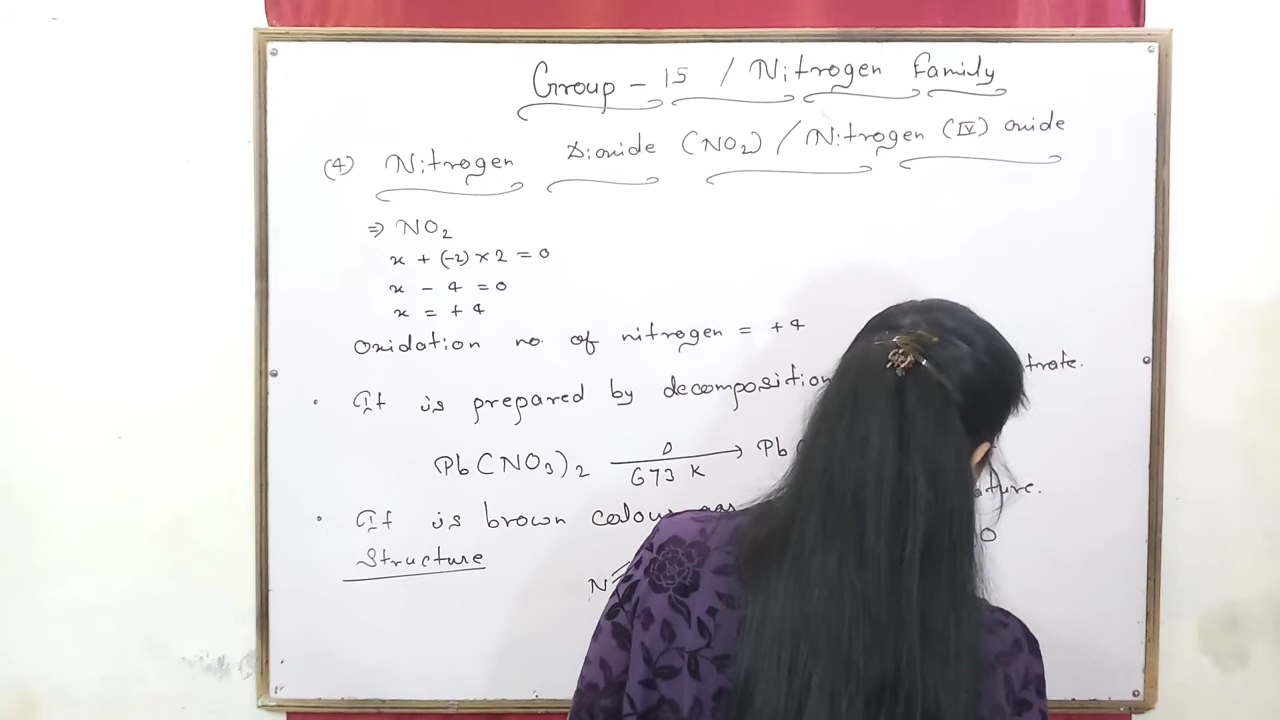 Group - 15 / Nitrogen Family
(4) Nitrogen Dioxide (NO2) / Nitrogen (IV) oxide
⇒ NO2
x + (-2) × 2 = 0
x - 4 = 0
x = +4
Oxidation no. of nitrogen = +4
• It is prepared by decomposition trate.
Pb(NO3)2 Δ 673 K → Pb
• It is brown colour gas ature.
Structure
N O